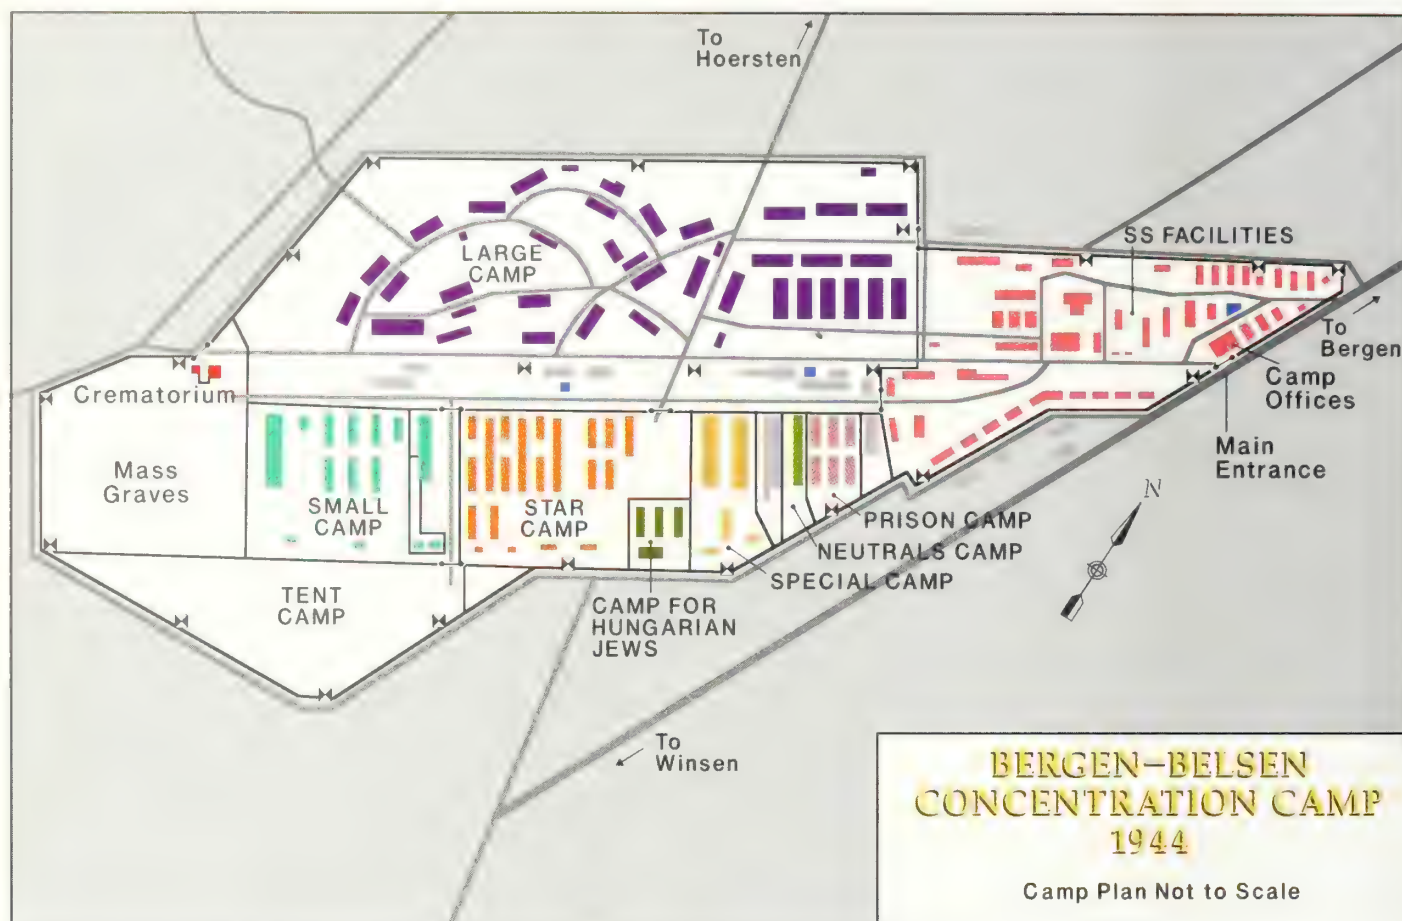 To
Hoersten
SS FACILITIES
LARGE
CAMP
To
Bergen
Crematorium
Camp
Offices
Main
Entrance
Mass
Graves
SMALL
CAMP
STAR
CAMP
N
PRISON CAMP
NEUTRALS CAMP
SPECIAL CAMP
TENT
CAMP
CAMP FOR
HUNGARIAN
JEWS
To
Winsen
BERGEN–BELSEN
CONCENTRATION CAMP
1944
Camp Plan Not to Scale